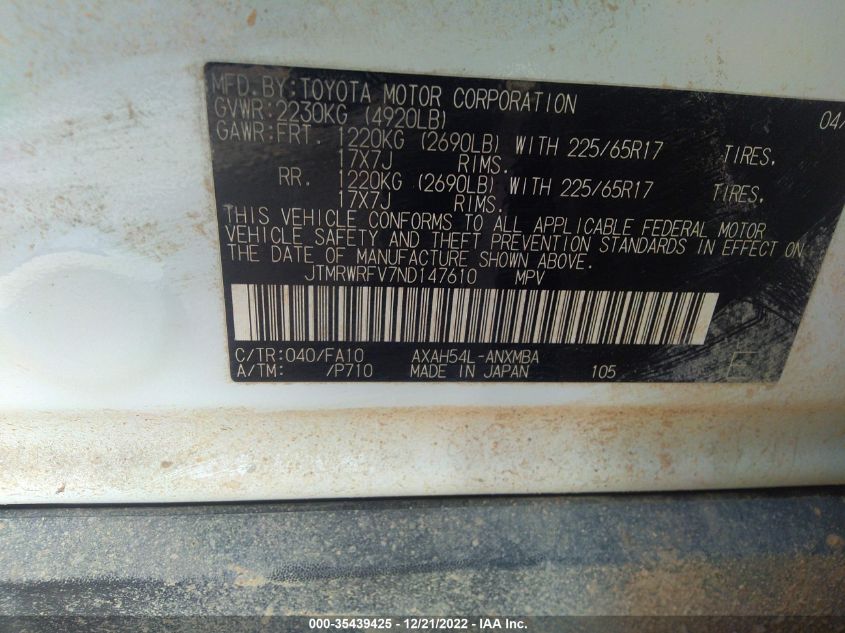 MFD.BY:TOYOTA MOTOR CORPORATION 04/
GVWR:2230KG (4920LB)
GAWR:FRT. 1220KG (2690LB) WITH 225/65R17 TIRES,
17X7J RIMS.
RR. 1220KG (2690LB) WITH 225/65R17 TIRES,
17X7J RIMS.
THIS VEHICLE CONFORMS TO ALL APPLICABLE FEDERAL MOTOR
VEHICLE SAFETY AND THEFT PREVENTION STANDARDS IN EFFECT ON
THE DATE OF MANUFACTURE SHOWN ABOVE.
JTMRWRFV7ND147610 MPV
C/TR:040/FA10 AXAH54L-ANXMBA
A/TM: /P710 MADE IN JAPAN 105 F
000-35439425 - 12/21/2022 - IAA Inc.